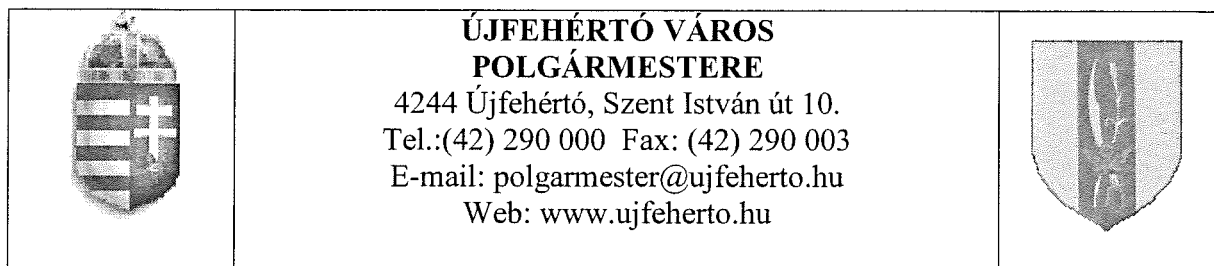 ÚJFEHÉRTÓ VÁROS
POLGÁRMESTERE
4244 Újfehértó, Szent István út 10.
Tel.:(42) 290 000 Fax: (42) 290 003
E-mail: polgarmester@ujfeherto.hu
Web: www.ujfeherto.hu